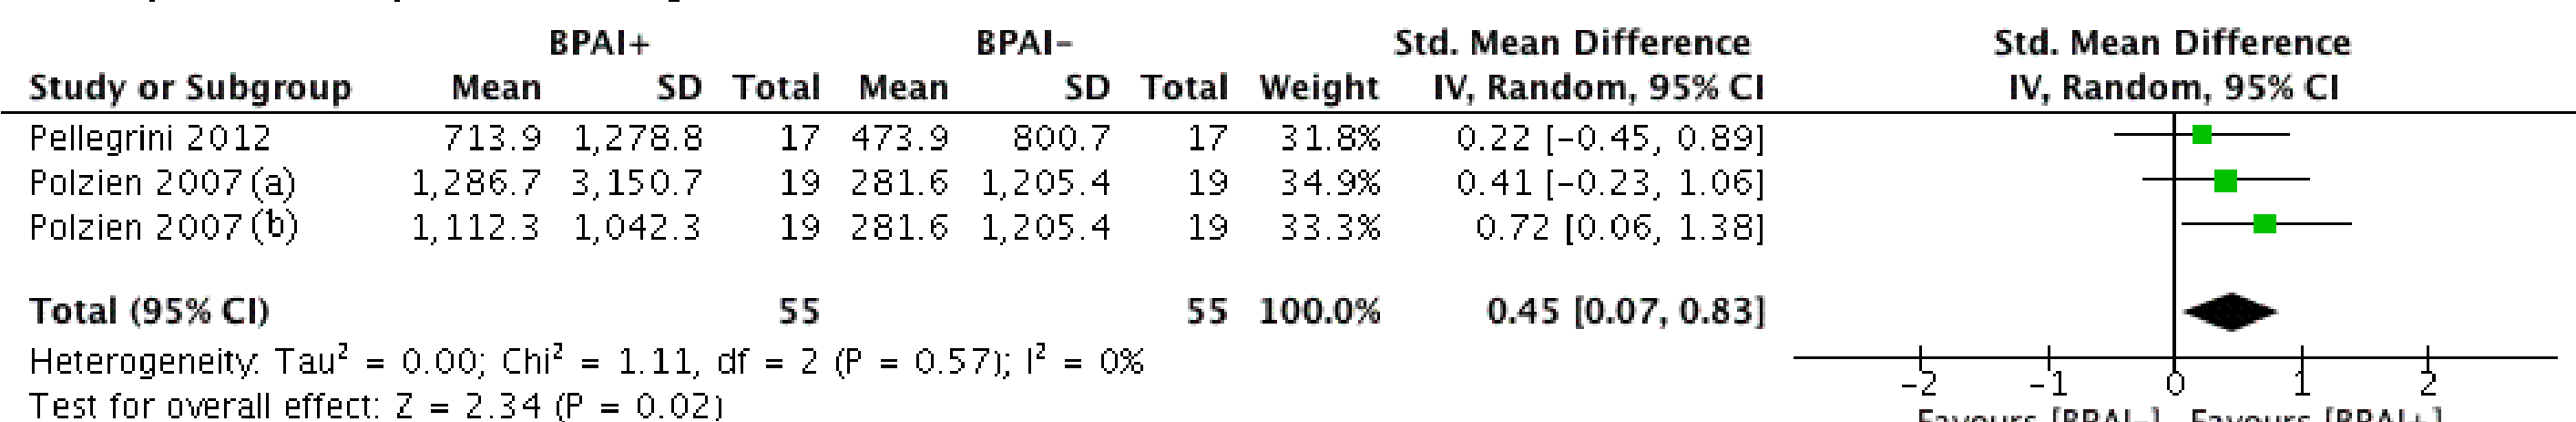 BPAI+ BPAI− Std. Mean Difference Std. Mean Difference
Study or Subgroup Mean SD Total Mean SD Total Weight IV, Random, 95% CI IV, Random, 95% CI
Pellegrini 2012 713.9 1,278.8 17 473.9 800.7 17 31.8% 0.22 [−0.45, 0.89]
Polzien 2007 (a) 1,286.7 3,150.7 19 281.6 1,205.4 19 34.9% 0.41 [−0.23, 1.06]
Polzien 2007 (b) 1,112.3 1,042.3 19 281.6 1,205.4 19 33.3% 0.72 [0.06, 1.38]
Total (95% CI) 55 55 100.0% 0.45 [0.07, 0.83]
Heterogeneity: Tau² = 0.00; Chi² = 1.11, df = 2 (P = 0.57); I² = 0%
Test for overall effect: Z = 2.34 (P = 0.02)
−2 −1 0 1 2
Favours [BPAI−] Favours [BPAI+]